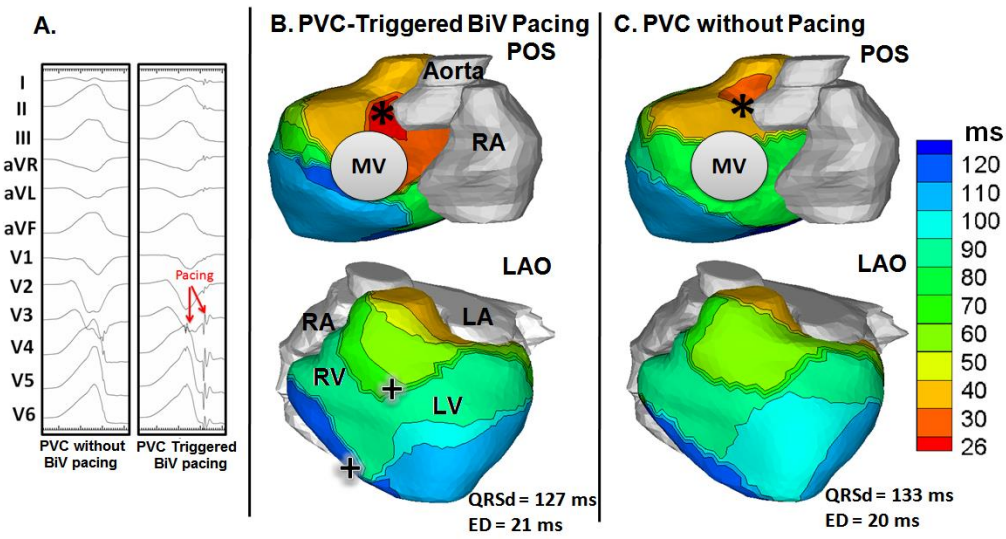 A.
I
II
III
aVR
aVL
aVF
V1
V2
V3
V4
V5
V6
Pacing
PVC without
BiV pacing
PVC Triggered
BiV pacing
B. PVC-Triggered BiV Pacing
POS
Aorta
*
RA
MV
LAO
RA
LA
RV
LV
+
+
QRSd = 127 ms
ED = 21 ms
C. PVC without Pacing
POS
*
MV
LAO
QRSd = 133 ms
ED = 20 ms
ms
120
110
100
90
80
70
60
50
40
30
26